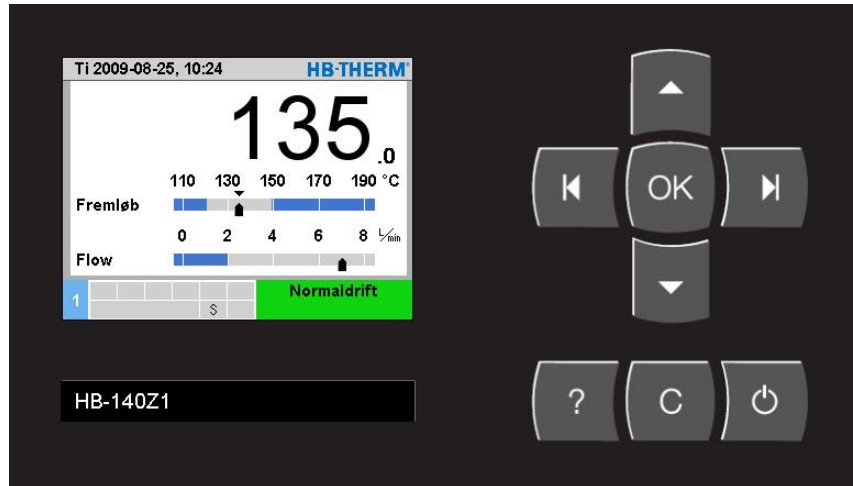 Ti 2009-08-25, 10:24 HB-THERM®
135.0
110 130 150 170 190 °C
Fremløb
0 2 4 6 8 L/min
Flow
1 Normaldrift
S
OK
HB-140Z1
? C